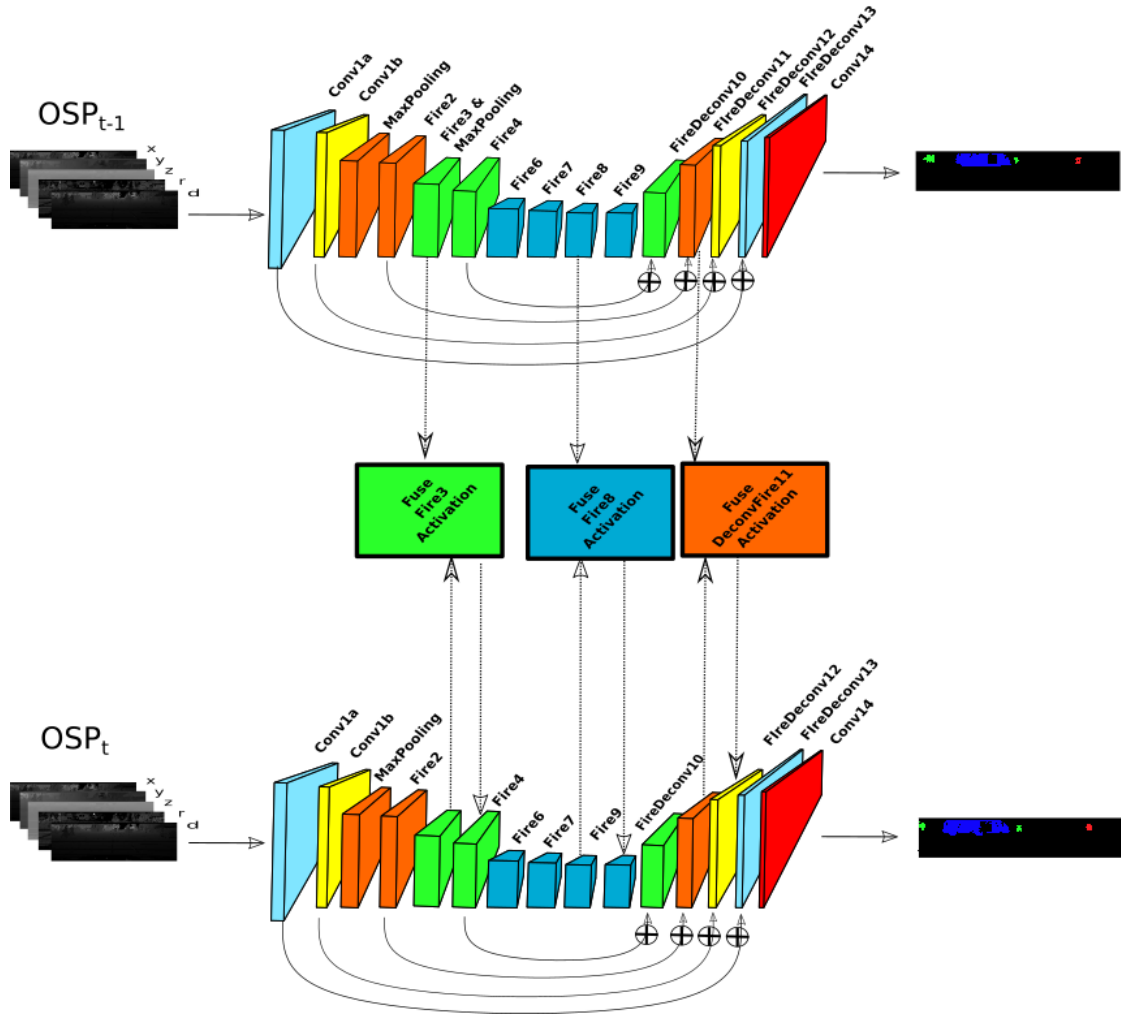 OSPt-1
x
y
z
r
d
Conv1a
Conv1b
MaxPooling
Fire2
Fire3 &
MaxPooling
Fire4
Fire6
Fire7
Fire8
Fire9
FireDeconv10
FIreDeconv11
FIreDeconv12
FIreDeconv13
Conv14
Fuse
Fire3
Activation
Fuse
Fire8
Activation
Fuse
DeconvFire11
Activation
OSPt
x
y
z
r
d
Conv1a
Conv1b
MaxPooling
Fire2
Fire4
Fire6
Fire7
Fire9
FireDeconv10
FIreDeconv12
FIreDeconv13
Conv14